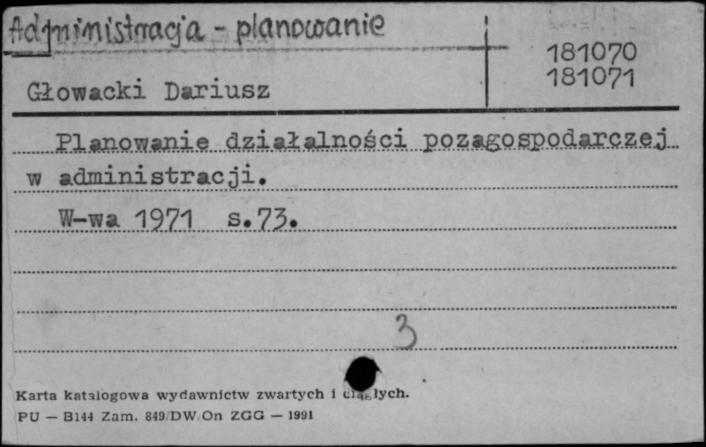 Administracja - planowanie
181070
181071
Głowacki Dariusz
Planowanie działalności pozagospodarczej
w administracji.
W-wa 1971 s.73.
3
Karta katalogowa wydawnictw zwartych i ciągłych.
PU — B144 Zam. 849/DW/On ZGG — 1991